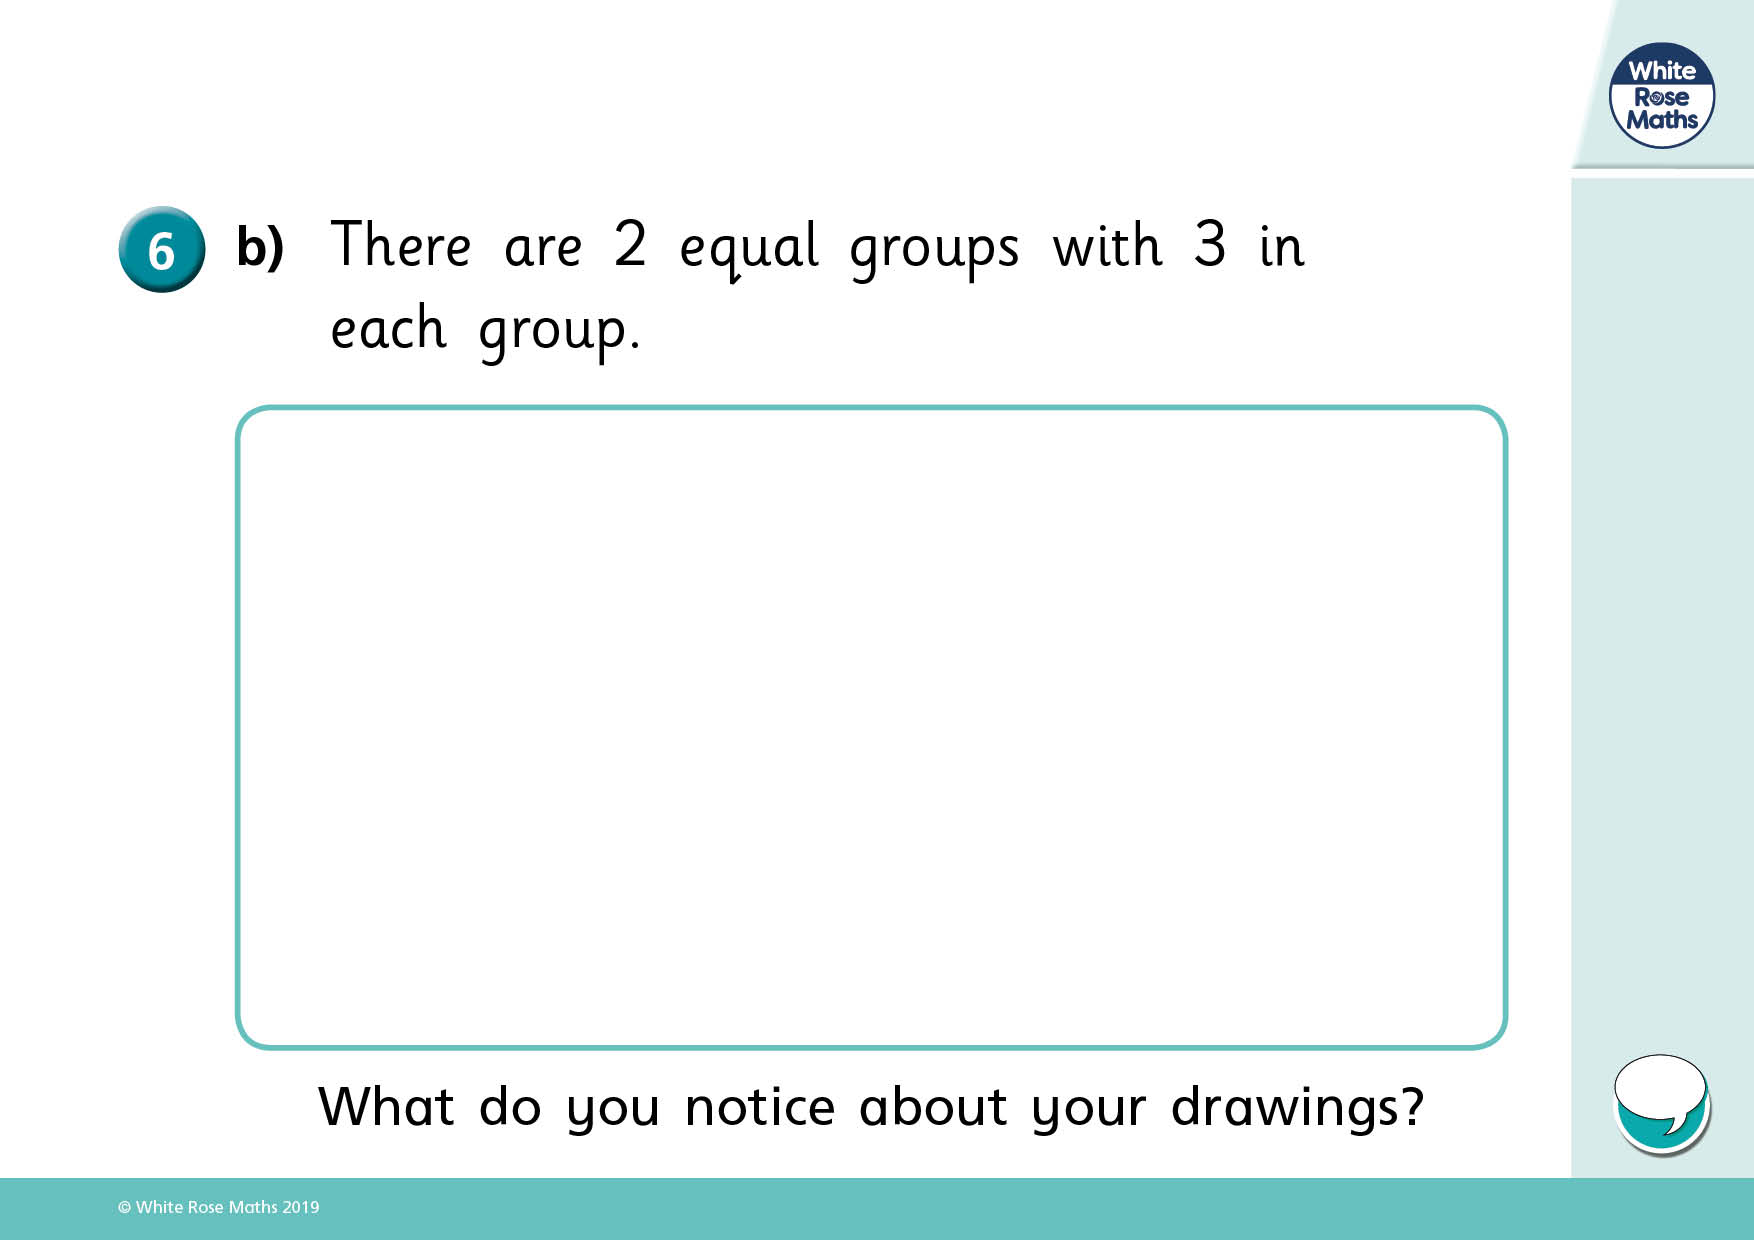 White
Rose
Maths
6 b) There are 2 equal groups with 3 in
each group.
What do you notice about your drawings?
© White Rose Maths 2019